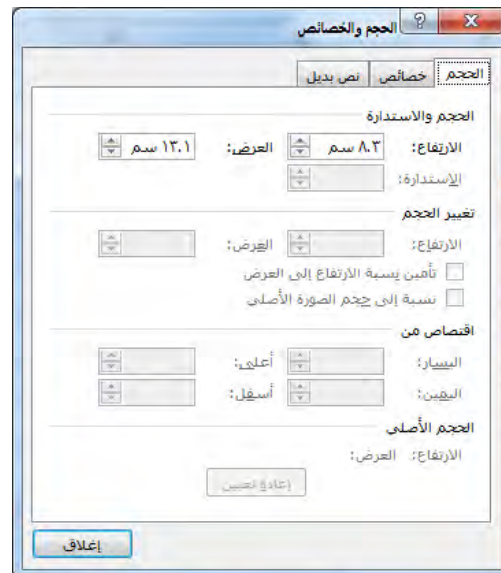 الحجم والخصائص
الحجم خصائص نص بديل
الحجم والاستدارة
الارتفاع: ٨.٣ سم العرض: ١٣.١ سم
الاستدارة:
تغيير الحجم
الارتفاع: العرض:
تأمين نسبة الارتفاع إلى العرض
نسبة إلى حجم الصورة الأصلي
اقتصاص من
اليسار: أعلى:
اليمين: أسفل:
الحجم الأصلي
الارتفاع: العرض:
إعادة تعيين
إغلاق